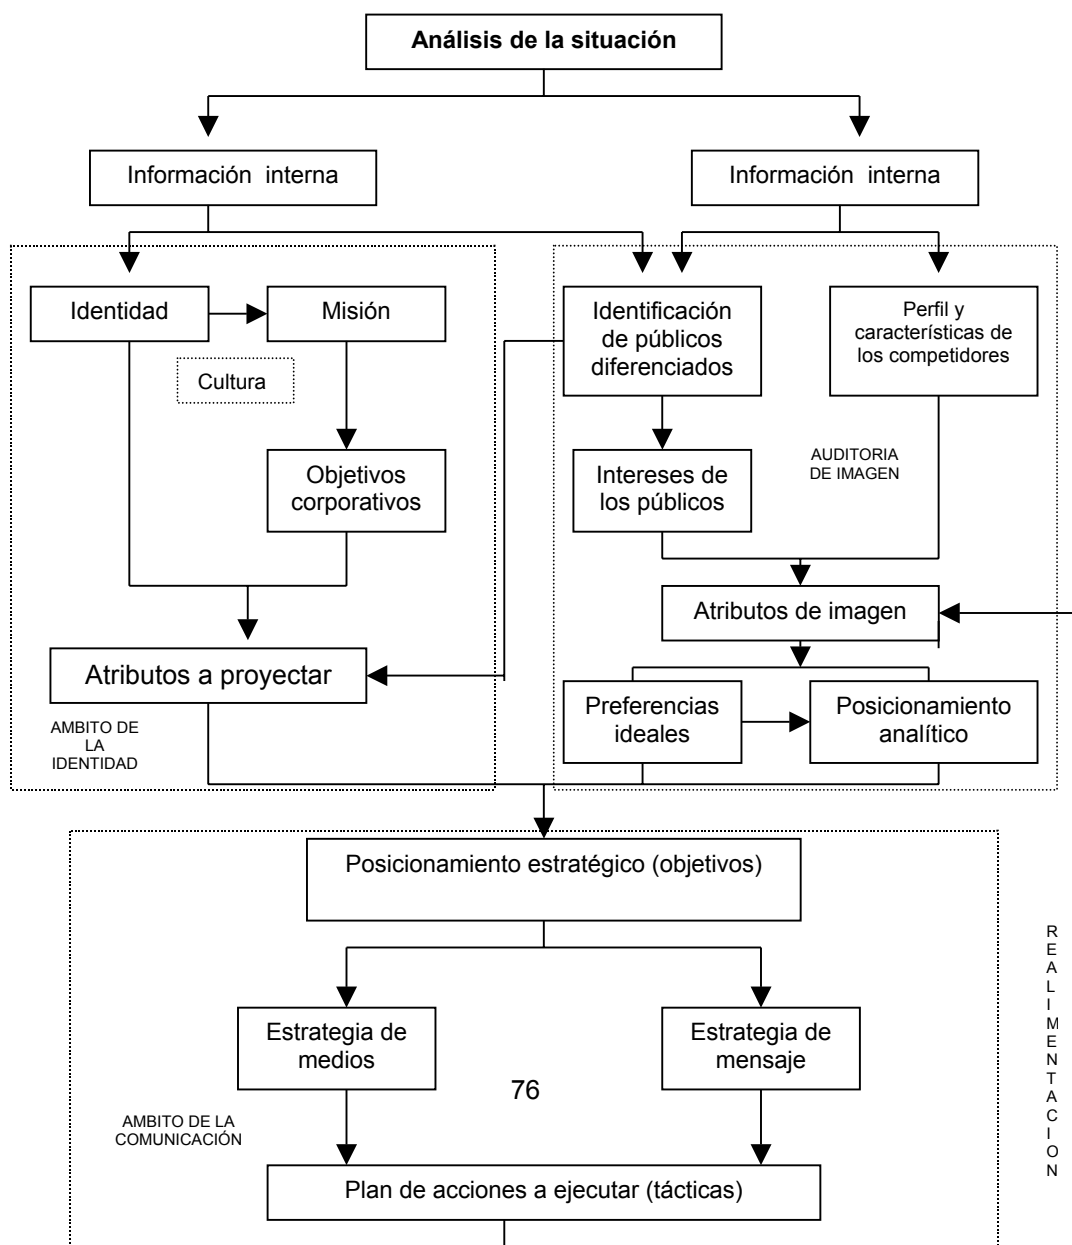 Análisis de la situación
Información interna
Información interna
Identidad
Misión
Cultura
Objetivos
corporativos
Atributos a proyectar
AMBITO DE
LA
IDENTIDAD
Identificación
de públicos
diferenciados
Perfil y
características de
los competidores
Intereses de
los públicos
AUDITORIA
DE IMAGEN
Atributos de imagen
Preferencias
ideales
Posicionamiento
analítico
Posicionamiento estratégico (objetivos)
Estrategia de
medios
Estrategia de
mensaje
76
AMBITO DE LA
COMUNICACIÓN
Plan de acciones a ejecutar (tácticas)
R
E
A
L
I
M
E
N
T
A
C
I
O
N